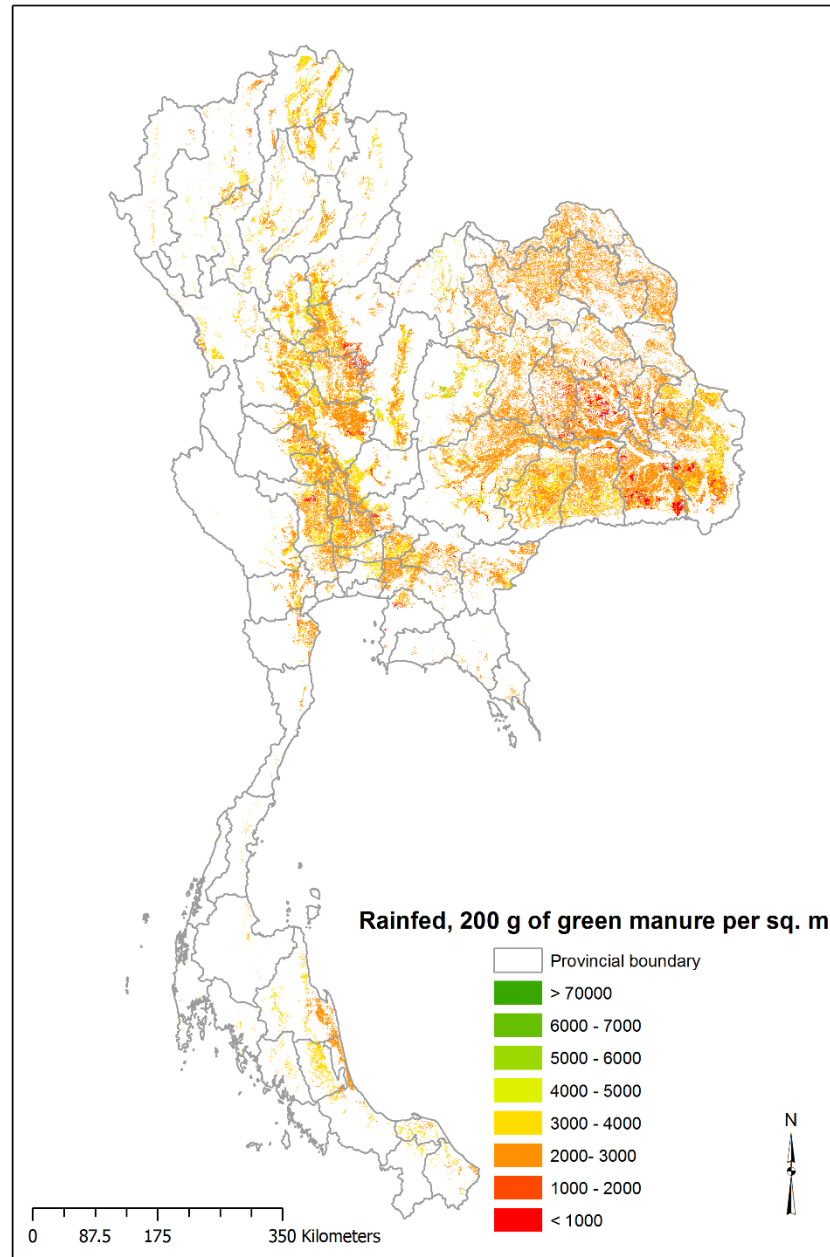 Rainfed, 200 g of green manure per sq. m
Provincial boundary
> 70000
6000 - 7000
5000 - 6000
4000 - 5000
3000 - 4000
2000- 3000
1000 - 2000
< 1000
N
0 87.5 175 350 Kilometers